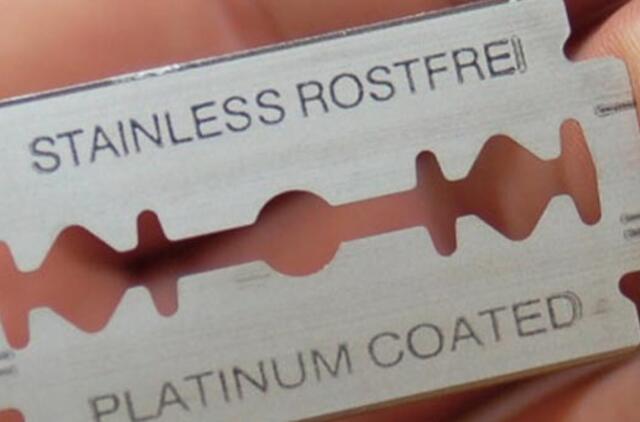 STAINLESS ROSTFREI
PLATINUM COATED